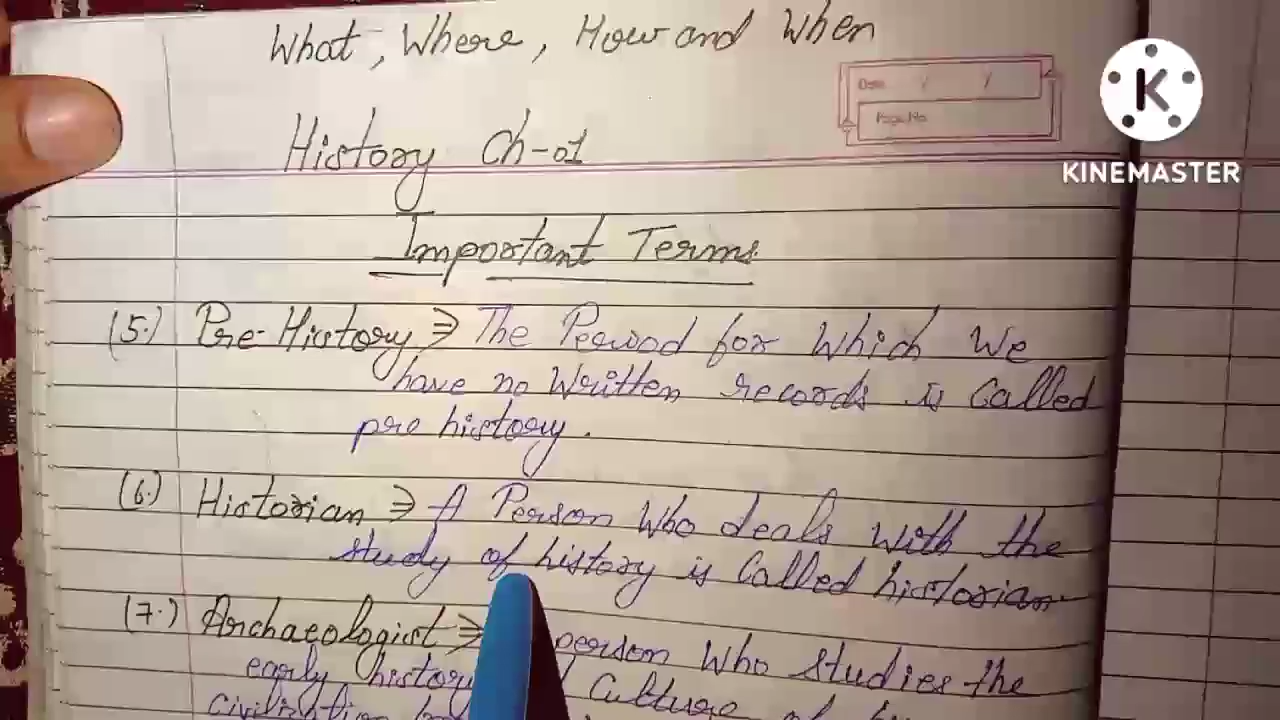 What, Where, How and When
Date / /
Page No.
K
KINEMASTER
History Ch-01
Important Terms
(5.) Pre-History ⇒ The Period for Which We
have no Written records is Called
pre history.
(6.) Historian ⇒ A Person Who deals with the
study of history is Called historian
(7.) Archaeologist ⇒ person Who studies the
early history Culture of